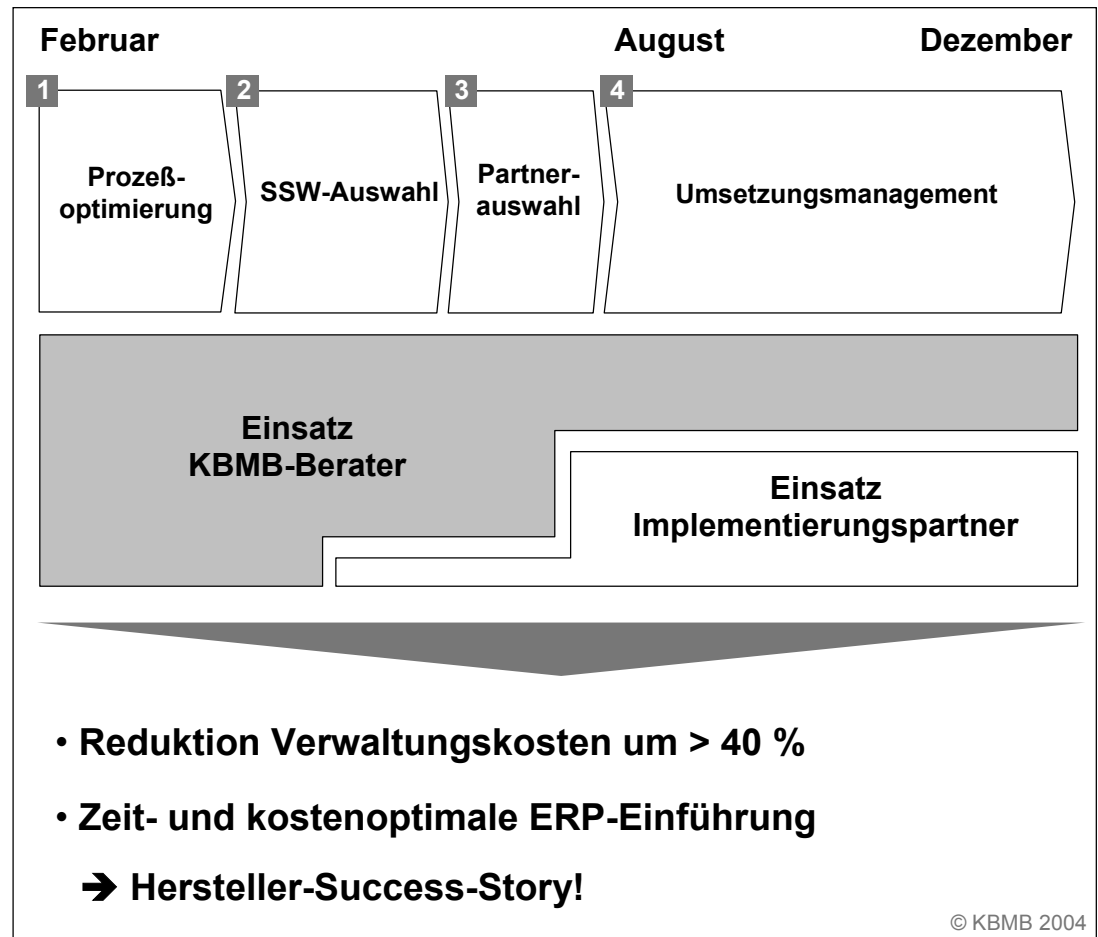 Februar August Dezember
1 2 3 4
Prozeß-
optimierung
SSW-Auswahl
Partner-
auswahl
Umsetzungsmanagement
Einsatz
KBMB-Berater
Einsatz
Implementierungspartner
• Reduktion Verwaltungskosten um > 40 %
• Zeit- und kostenoptimale ERP-Einführung
➔ Hersteller-Success-Story!
© KBMB 2004